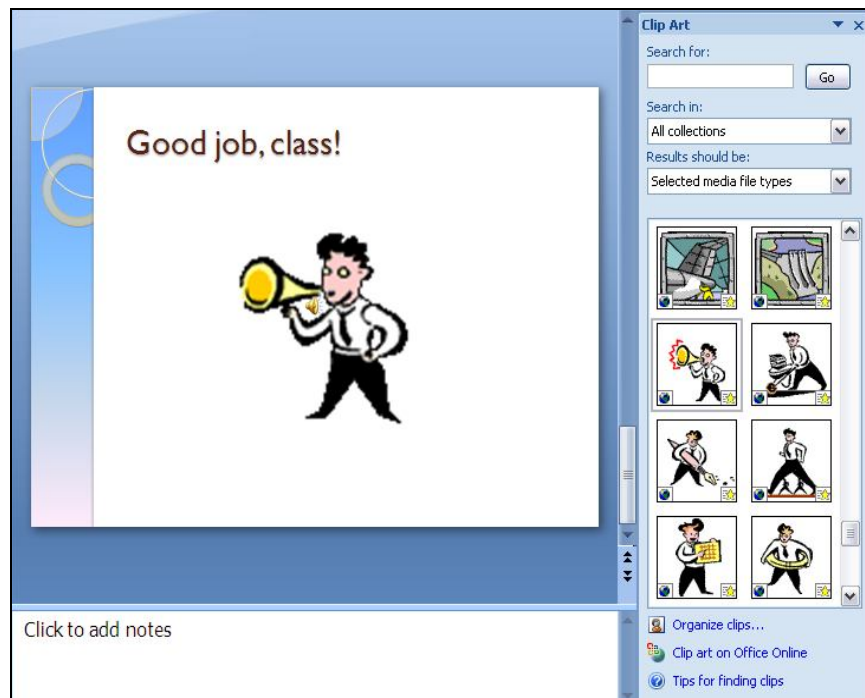 Good job, class!
Click to add notes
Clip Art
Search for:
Go
Search in:
All collections
Results should be:
Selected media file types
Organize clips...
Clip art on Office Online
Tips for finding clips